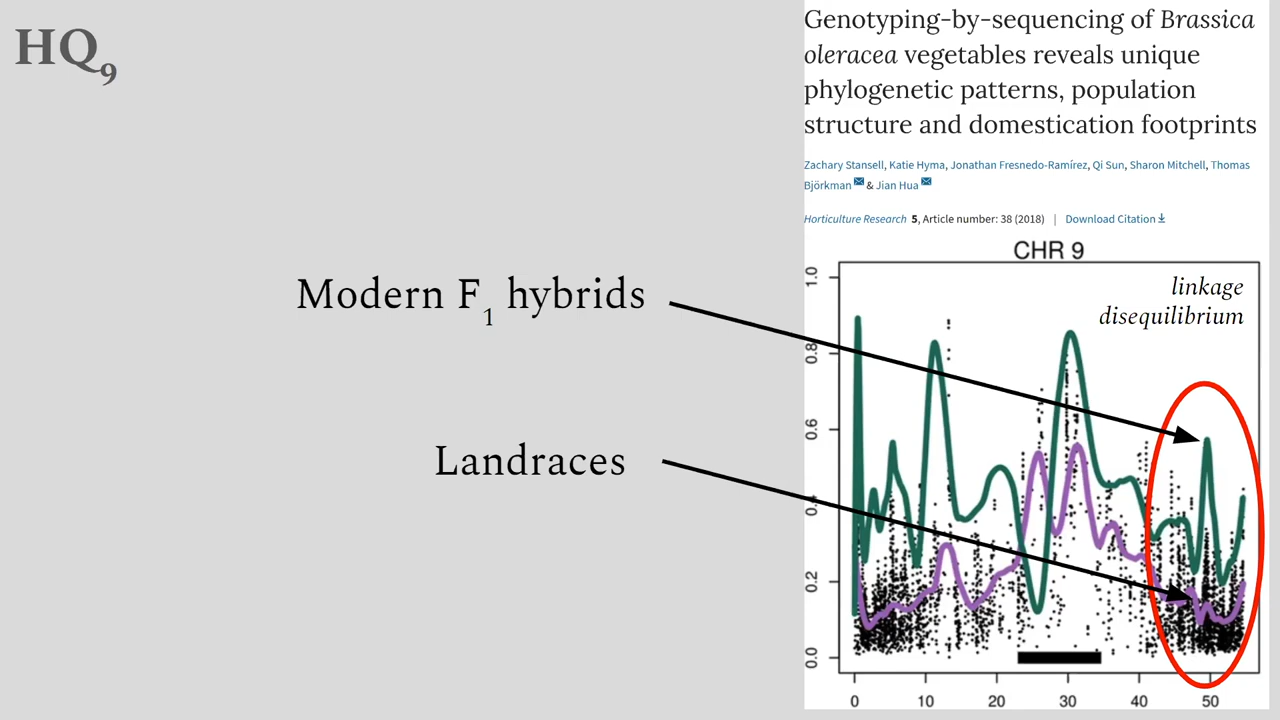 HQ9
Genotyping-by-sequencing of Brassica
oleracea vegetables reveals unique
phylogenetic patterns, population
structure and domestication footprints
Zachary Stansell, Katie Hyma, Jonathan Fresnedo-Ramírez, Qi Sun, Sharon Mitchell, Thomas
Björkman & Jian Hua
Horticulture Research 5, Article number: 38 (2018) | Download Citation
CHR 9
linkage
disequilibrium
Modern F1 hybrids
Landraces
1.0
0.8
0.6
0.4
0.2
0.0
0 10 20 30 40 50